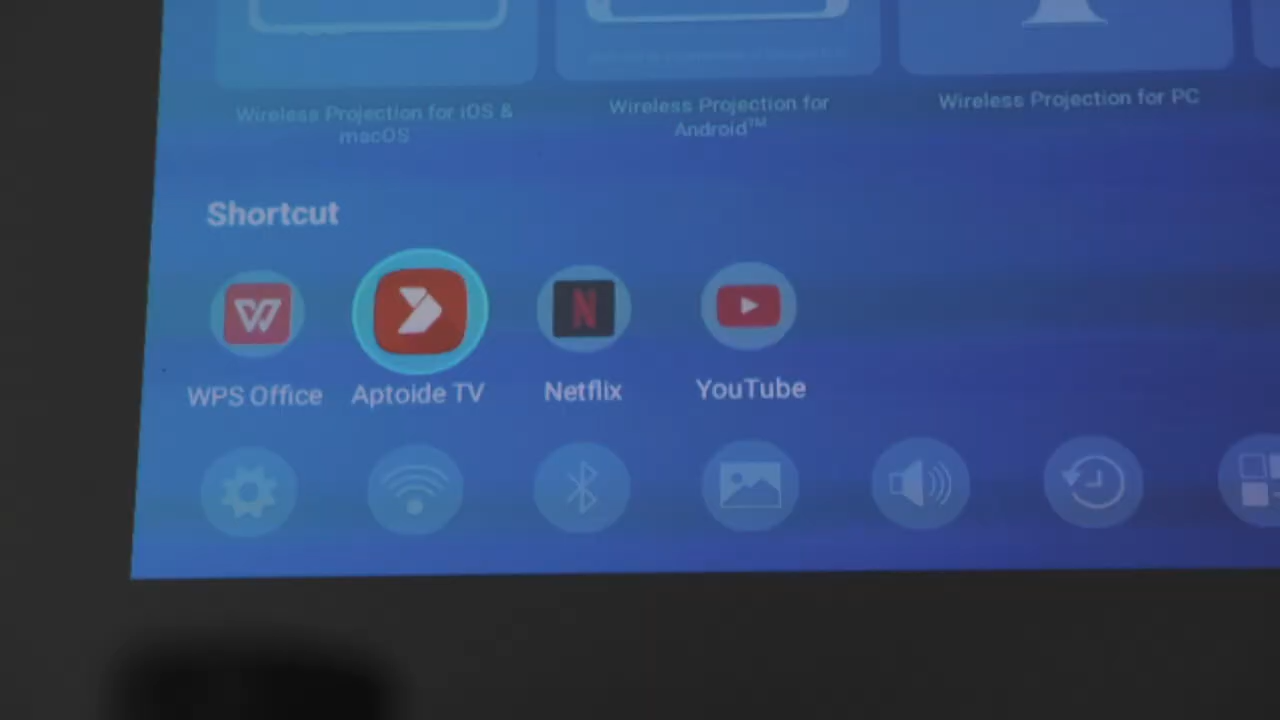 Wireless Projection for iOS &
macOS
Wireless Projection for
Android™
Wireless Projection for PC
Shortcut
WPS Office
Aptoide TV
N
Netflix
YouTube